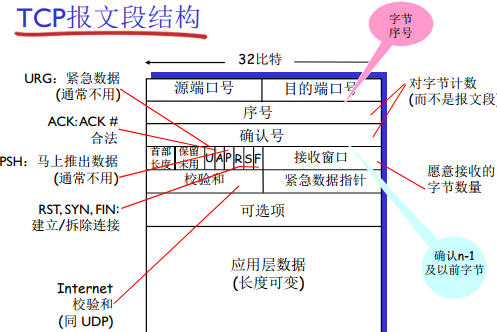 TCP报文段结构
字节
序号
32比特
URG：紧急数据
(通常不用)
源端口号
目的端口号
对字节计数
(而不是报文段)
序号
ACK:ACK #
合法
确认号
PSH：马上推出数据
(通常不用)
首部
长度
保留
未用
U A P R S F
接收窗口
愿意接收的
字节数量
校验和
紧急数据指针
RST, SYN, FIN:
建立/拆除连接
可选项
确认n-1
及以前字节
应用层数据
(长度可变)
Internet
校验和
(同 UDP)